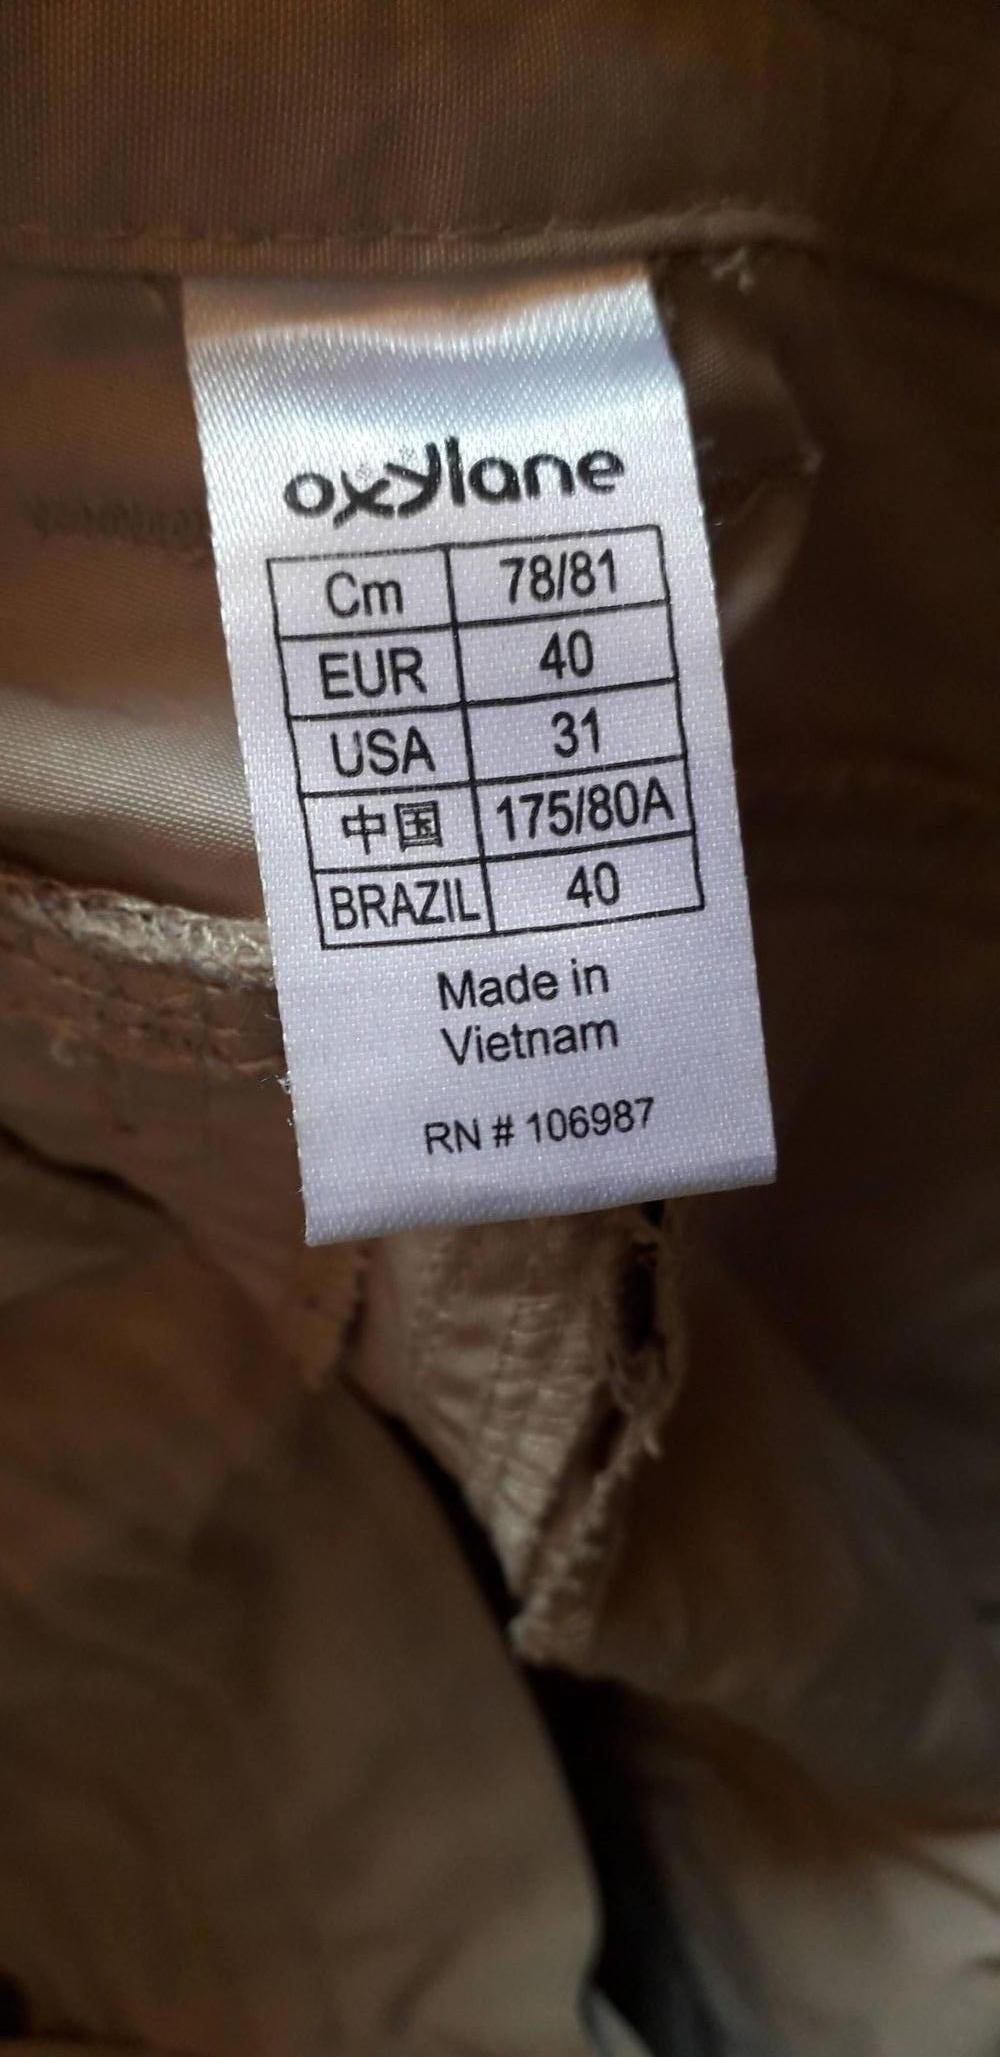 oxylane
Cm 78/81
EUR 40
USA 31
中国 175/80A
BRAZIL 40
Made in
Vietnam
RN # 106987